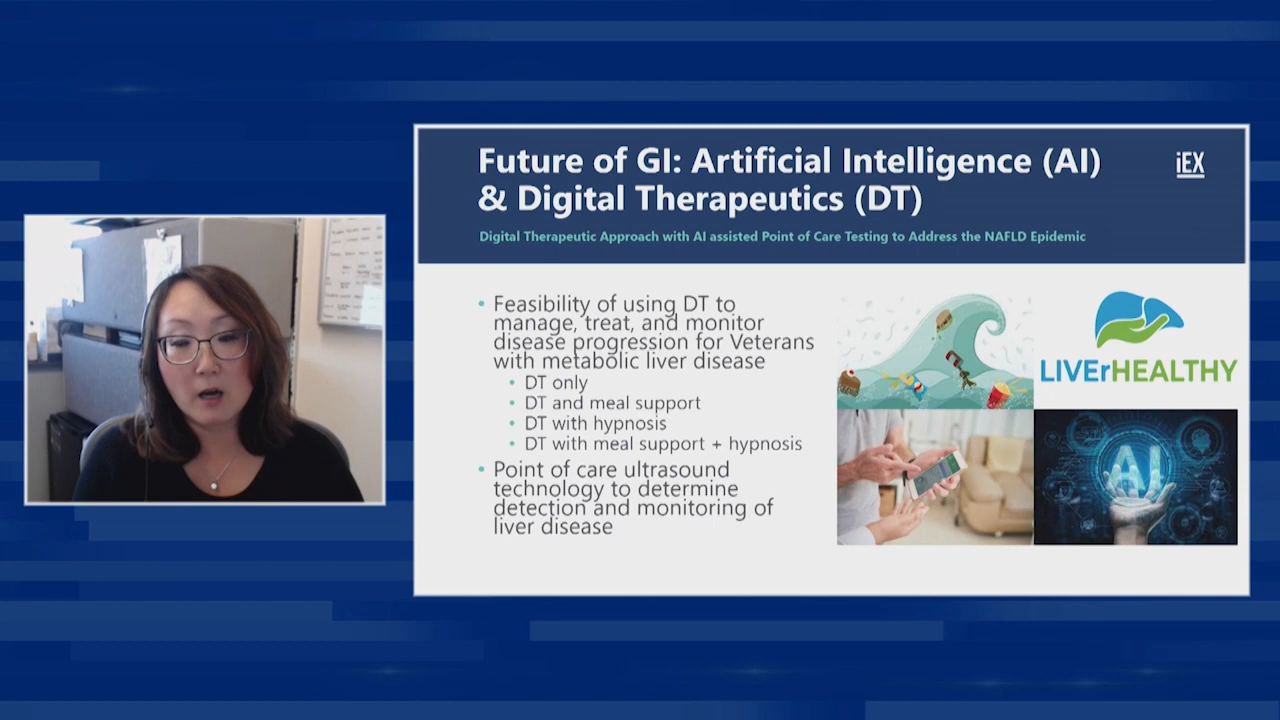 Future of GI: Artificial Intelligence (AI)
& Digital Therapeutics (DT)
iEX
Digital Therapeutic Approach with AI assisted Point of Care Testing to Address the NAFLD Epidemic
• Feasibility of using DT to
manage, treat, and monitor
disease progression for Veterans
with metabolic liver disease
• DT only
• DT and meal support
• DT with hypnosis
• DT with meal support + hypnosis
• Point of care ultrasound
technology to determine
detection and monitoring of
liver disease
LIVErHEALTHY
AI